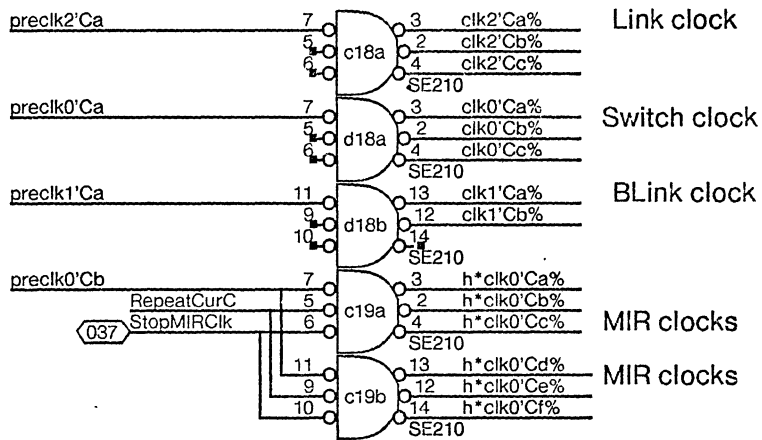 preclk2'Ca 7 3 clk2'Ca% Link clock
5 c18a 2 clk2'Cb%
6 4 clk2'Cc%
SE210
preclk0'Ca 7 3 clk0'Ca% Switch clock
5 d18a 2 clk0'Cb%
6 4 clk0'Cc%
SE210
preclk1'Ca 11 13 clk1'Ca% BLink clock
9 d18b 12 clk1'Cb%
10 14
SE210
preclk0'Cb 7 3 h*clk0'Ca%
RepeatCurC 5 c19a 2 h*clk0'Cb%
037 StopMIRClk 6 4 h*clk0'Cc% MIR clocks
SE210
11 13 h*clk0'Cd% MIR clocks
9 c19b 12 h*clk0'Ce%
10 14 h*clk0'Cf%
SE210